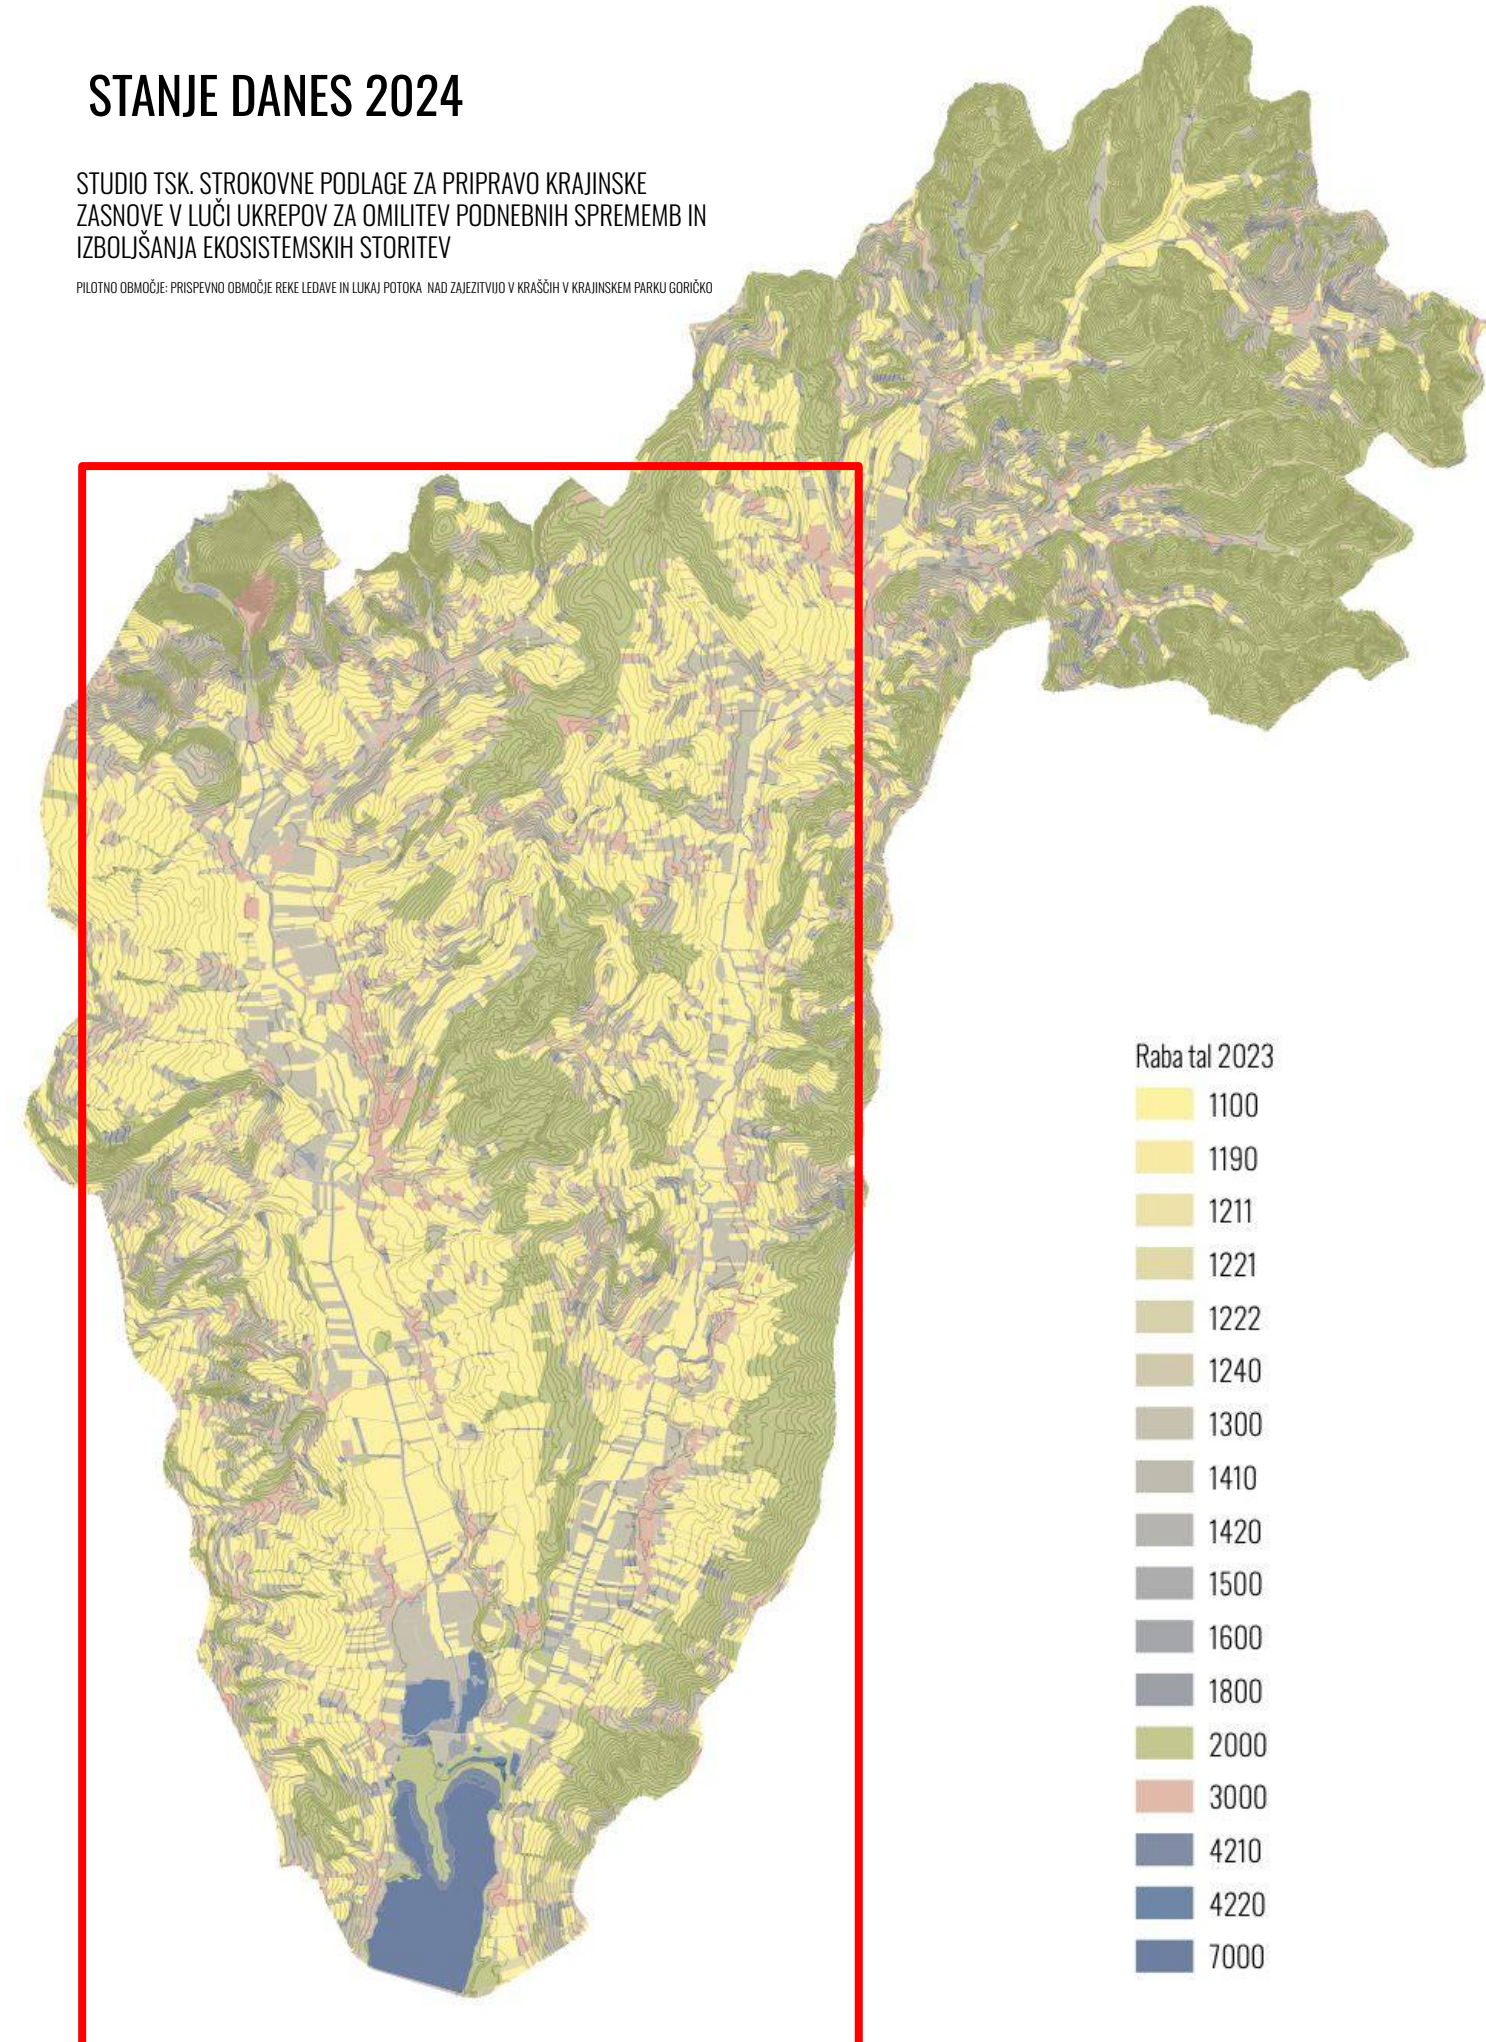 STANJE DANES 2024
STUDIO TSK. STROKOVNE PODLAGE ZA PRIPRAVO KRAJINSKE
ZASNOVE V LUČI UKREPOV ZA OMILITEV PODNEBNIH SPREMEMB IN
IZBOLJŠANJA EKOSISTEMSKIH STORITEV
PILOTNO OBMOČJE: PRISPEVNO OBMOČJE REKE LEDAVE IN LUKAJ POTOKA NAD ZAJEZITVIJO V KRAŠČIH V KRAJINSKEM PARKU GORIČKO
Raba tal 2023
1100
1190
1211
1221
1222
1240
1300
1410
1420
1500
1600
1800
2000
3000
4210
4220
7000